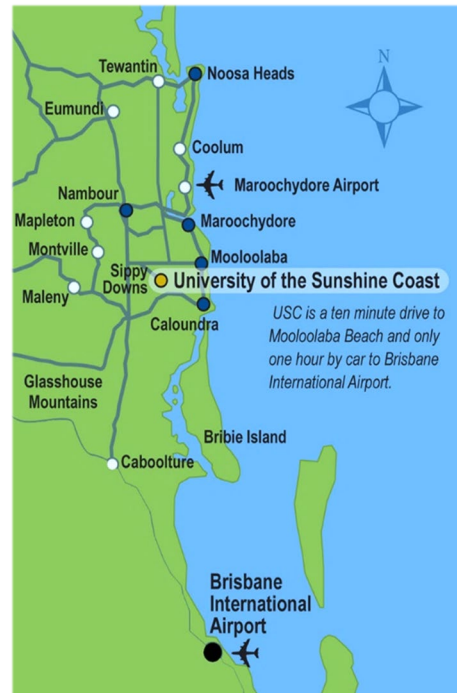 N
Tewantin
Noosa Heads
Eumundi
Coolum
Maroochydore Airport
Nambour
Mapleton
Maroochydore
Montville
Mooloolaba
Sippy
Downs
University of the Sunshine Coast
Maleny
Caloundra
USC is a ten minute drive to
Mooloolaba Beach and only
one hour by car to Brisbane
International Airport.
Glasshouse
Mountains
Bribie Island
Caboolture
Brisbane
International
Airport